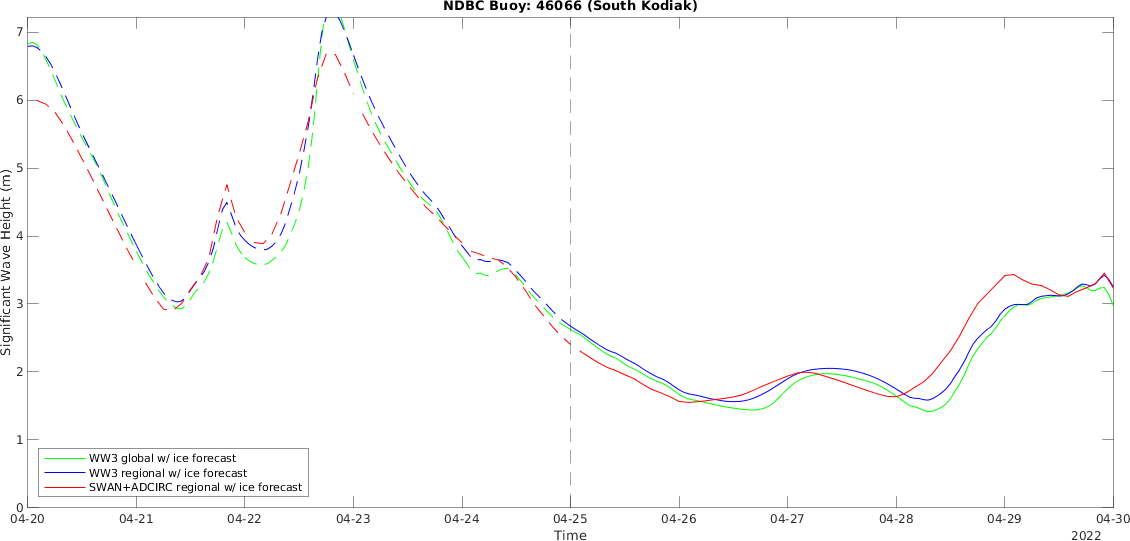 NDBC Buoy: 46066 (South Kodiak)
7
6
5
4
3
2
1
0
Significant Wave Height (m)
WW3 global w/ ice forecast
WW3 regional w/ ice forecast
SWAN+ADCIRC regional w/ ice forecast
04-20 04-21 04-22 04-23 04-24 04-25 04-26 04-27 04-28 04-29 04-30
Time
2022